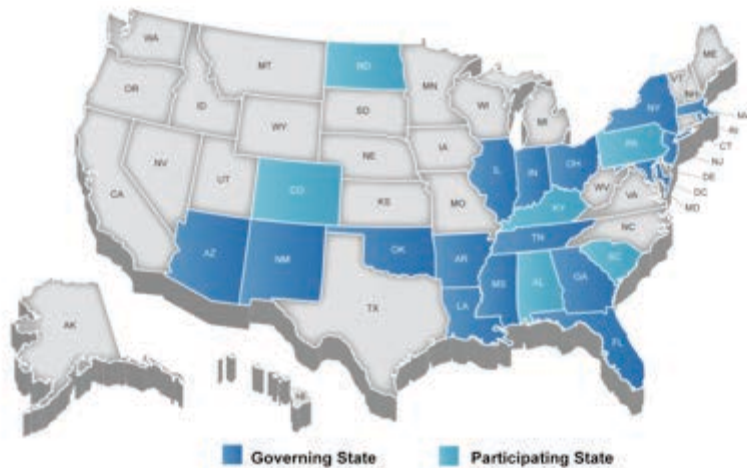 WA
MT
ND
MN
ME
VT
NH
OR
ID
SD
WI
MI
NY
MA
RI
CT
NJ
DE
DC
MD
WY
IA
PA
NE
IL
IN
OH
NV
UT
CO
KS
MO
WV
VA
KY
CA
NC
TN
AZ
NM
OK
AR
SC
MS
AL
GA
TX
LA
FL
AK
HI
Governing State
Participating State